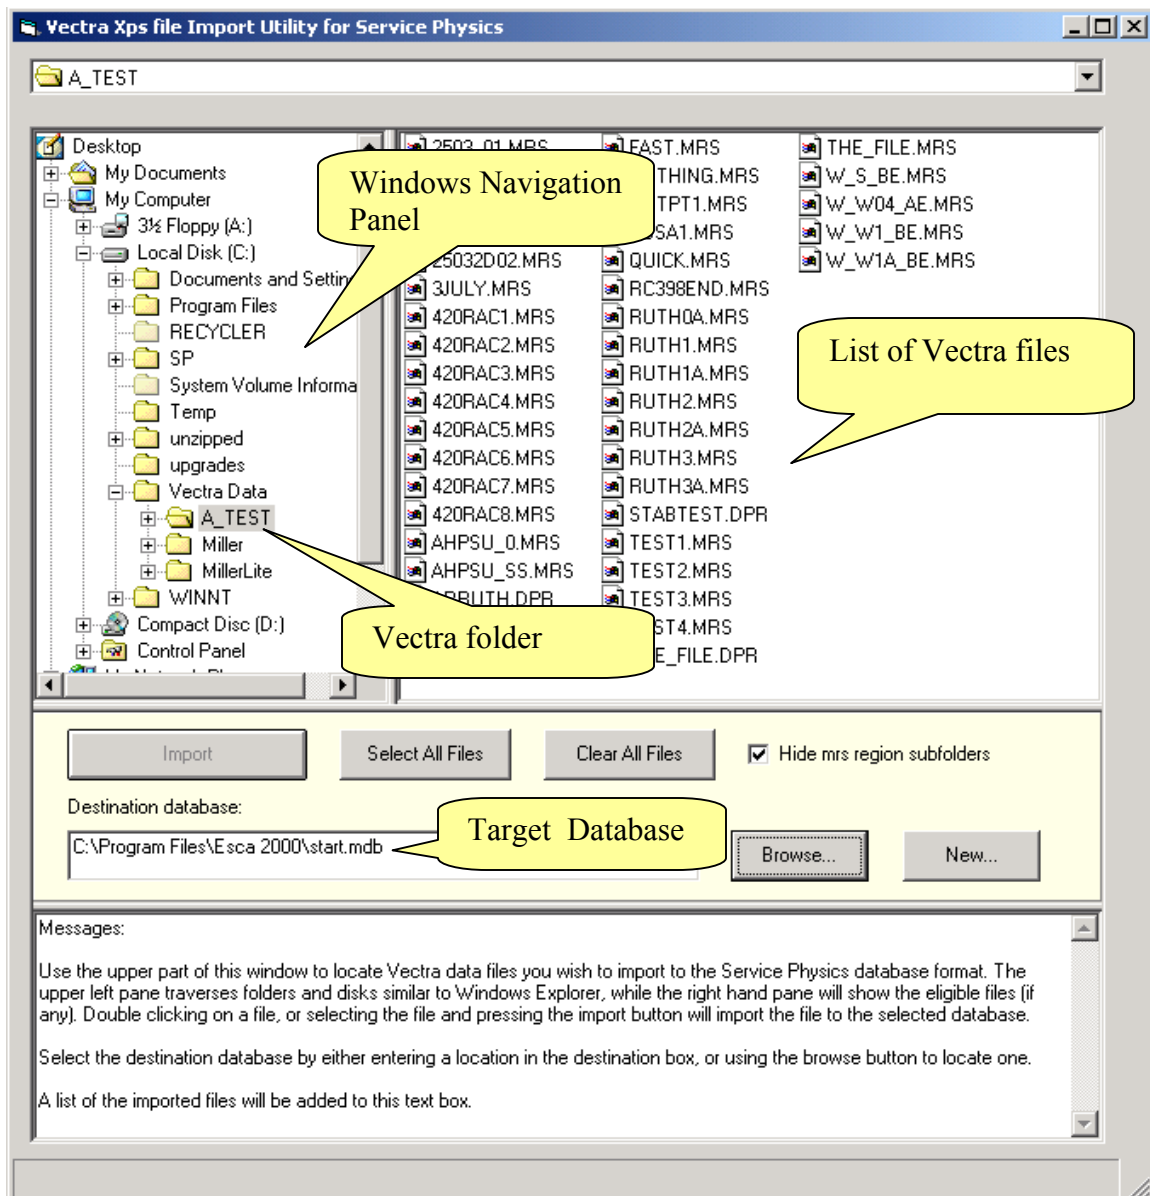 Vectra Xps file Import Utility for Service Physics
A_TEST
Desktop
My Documents
My Computer
3½ Floppy (A:)
Local Disk (C:)
Documents and Settin
Program Files
RECYCLER
SP
System Volume Informa
Temp
unzipped
upgrades
Vectra Data
A_TEST
Miller
MillerLite
WINNT
Compact Disc (D:)
Control Panel
Windows Navigation
Panel
Vectra folder
2503_01.MRS
25032D02.MRS
3JULY.MRS
420RAC1.MRS
420RAC2.MRS
420RAC3.MRS
420RAC4.MRS
420RAC5.MRS
420RAC6.MRS
420RAC7.MRS
420RAC8.MRS
AHPSU_0.MRS
AHPSU_SS.MRS
FAST.MRS
THING.MRS
TPT1.MRS
SA1.MRS
QUICK.MRS
RC398END.MRS
RUTH0A.MRS
RUTH1.MRS
RUTH1A.MRS
RUTH2.MRS
RUTH2A.MRS
RUTH3.MRS
RUTH3A.MRS
STABTEST.DPR
TEST1.MRS
TEST2.MRS
TEST3.MRS
ST4.MRS
E_FILE.DPR
THE_FILE.MRS
W_S_BE.MRS
W_W04_AE.MRS
W_W1_BE.MRS
W_W1A_BE.MRS
List of Vectra files
Import
Select All Files
Clear All Files
Hide mrs region subfolders
Destination database:
C:\Program Files\Esca 2000\start.mdb
Target Database
Browse...
New...
Messages:
Use the upper part of this window to locate Vectra data files you wish to import to the Service Physics database format. The
upper left pane traverses folders and disks similar to Windows Explorer, while the right hand pane will show the eligible files (if
any). Double clicking on a file, or selecting the file and pressing the import button will import the file to the selected database.
Select the destination database by either entering a location in the destination box, or using the browse button to locate one.
A list of the imported files will be added to this text box.